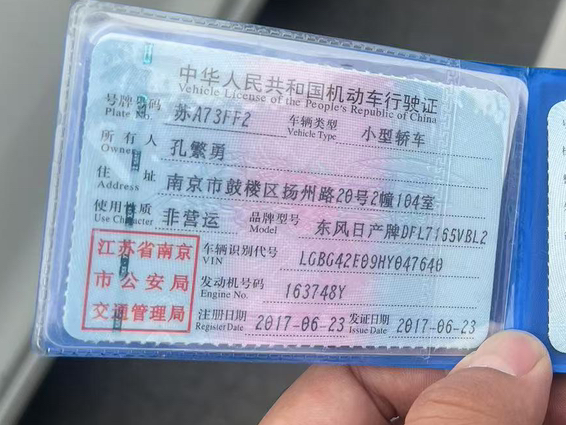 中华人民共和国机动车行驶证
Vehicle License of the People's Republic of China
号牌号码 苏A73FF2 车辆类型 小型轿车
Plate No. Vehicle Type
所有人 孔繁勇
Owner
住址 南京市鼓楼区扬州路20号2幢104室
Address
使用性质 非营运 品牌型号 东风日产牌DFL7165VBL2
Use Character Model
江苏省南京
市公安局
交通管理局
车辆识别代号 LGBG42E09HY047640
VIN
发动机号码 163748Y
Engine No.
注册日期 2017-06-23 发证日期 2017-06-23
Register Date Issue Date